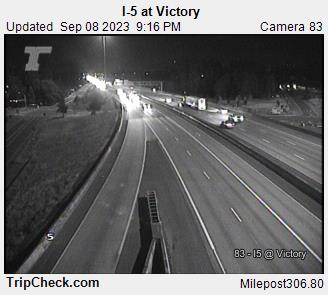 I-5 at Victory
Updated Sep 08 2023 9:16 PM Camera 83
T
S
83 - I5 @ Victory
TripCheck.com Milepost306.80